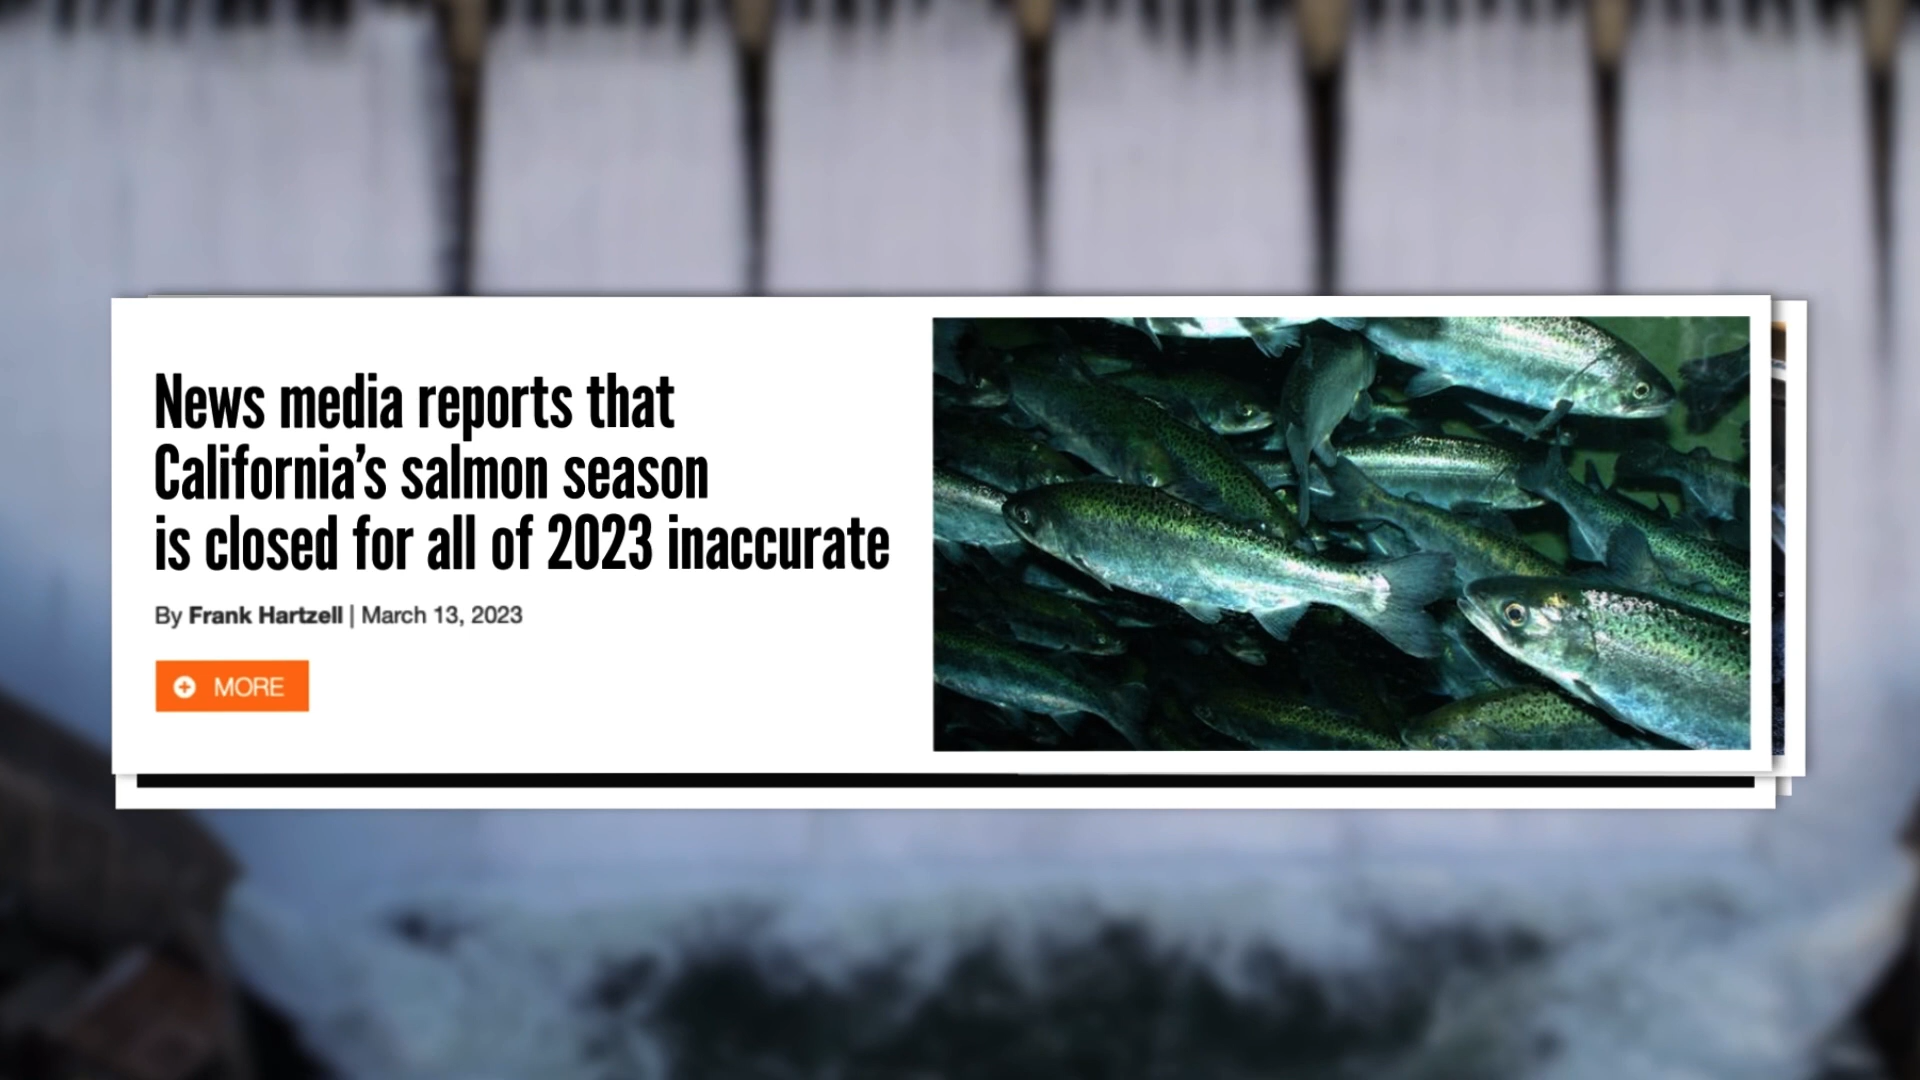 News media reports that
California’s salmon season
is closed for all of 2023 inaccurate
By Frank Hartzell | March 13, 2023
MORE